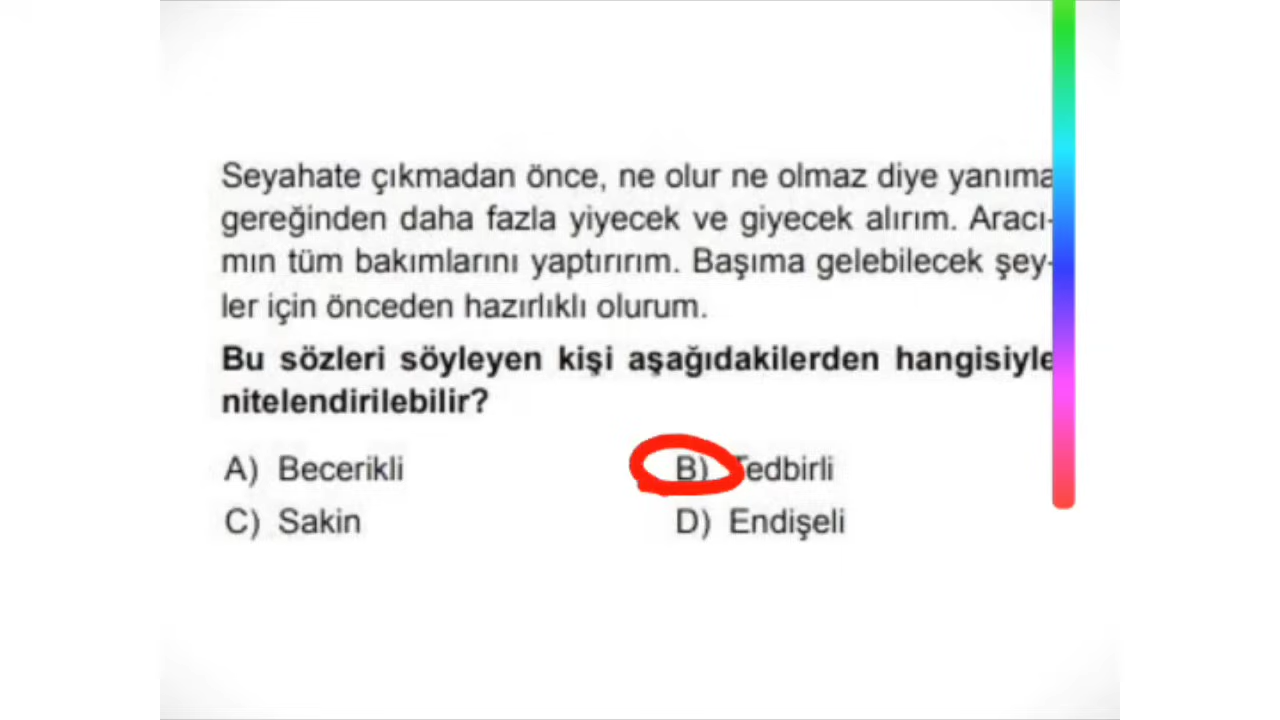 Seyahate çıkmadan önce, ne olur ne olmaz diye yanıma
gereğinden daha fazla yiyecek ve giyecek alırım. Aracı-
mın tüm bakımlarını yaptırırım. Başıma gelebilecek şey-
ler için önceden hazırlıklı olurum.
Bu sözleri söyleyen kişi aşağıdakilerden hangisiyle
nitelendirilebilir?
A) Becerikli B) Tedbirli
C) Sakin D) Endişeli